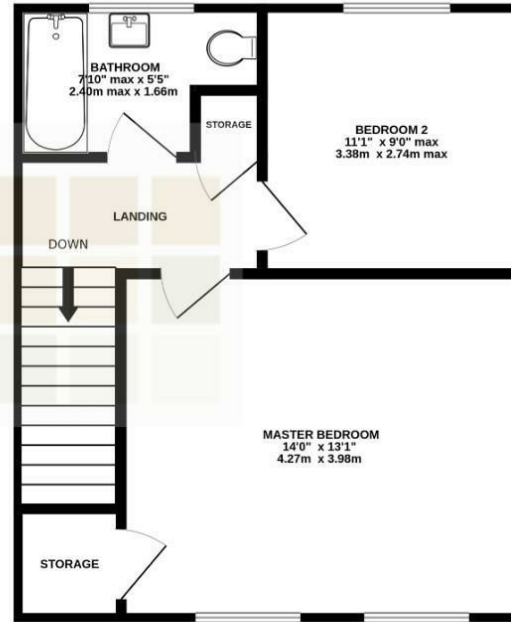 BATHROOM
7'10" max x 5'5"
2.40m max x 1.66m
STORAGE
BEDROOM 2
11'1" x 9'0" max
3.38m x 2.74m max
LANDING
DOWN
MASTER BEDROOM
14'0" x 13'1"
4.27m x 3.98m
STORAGE